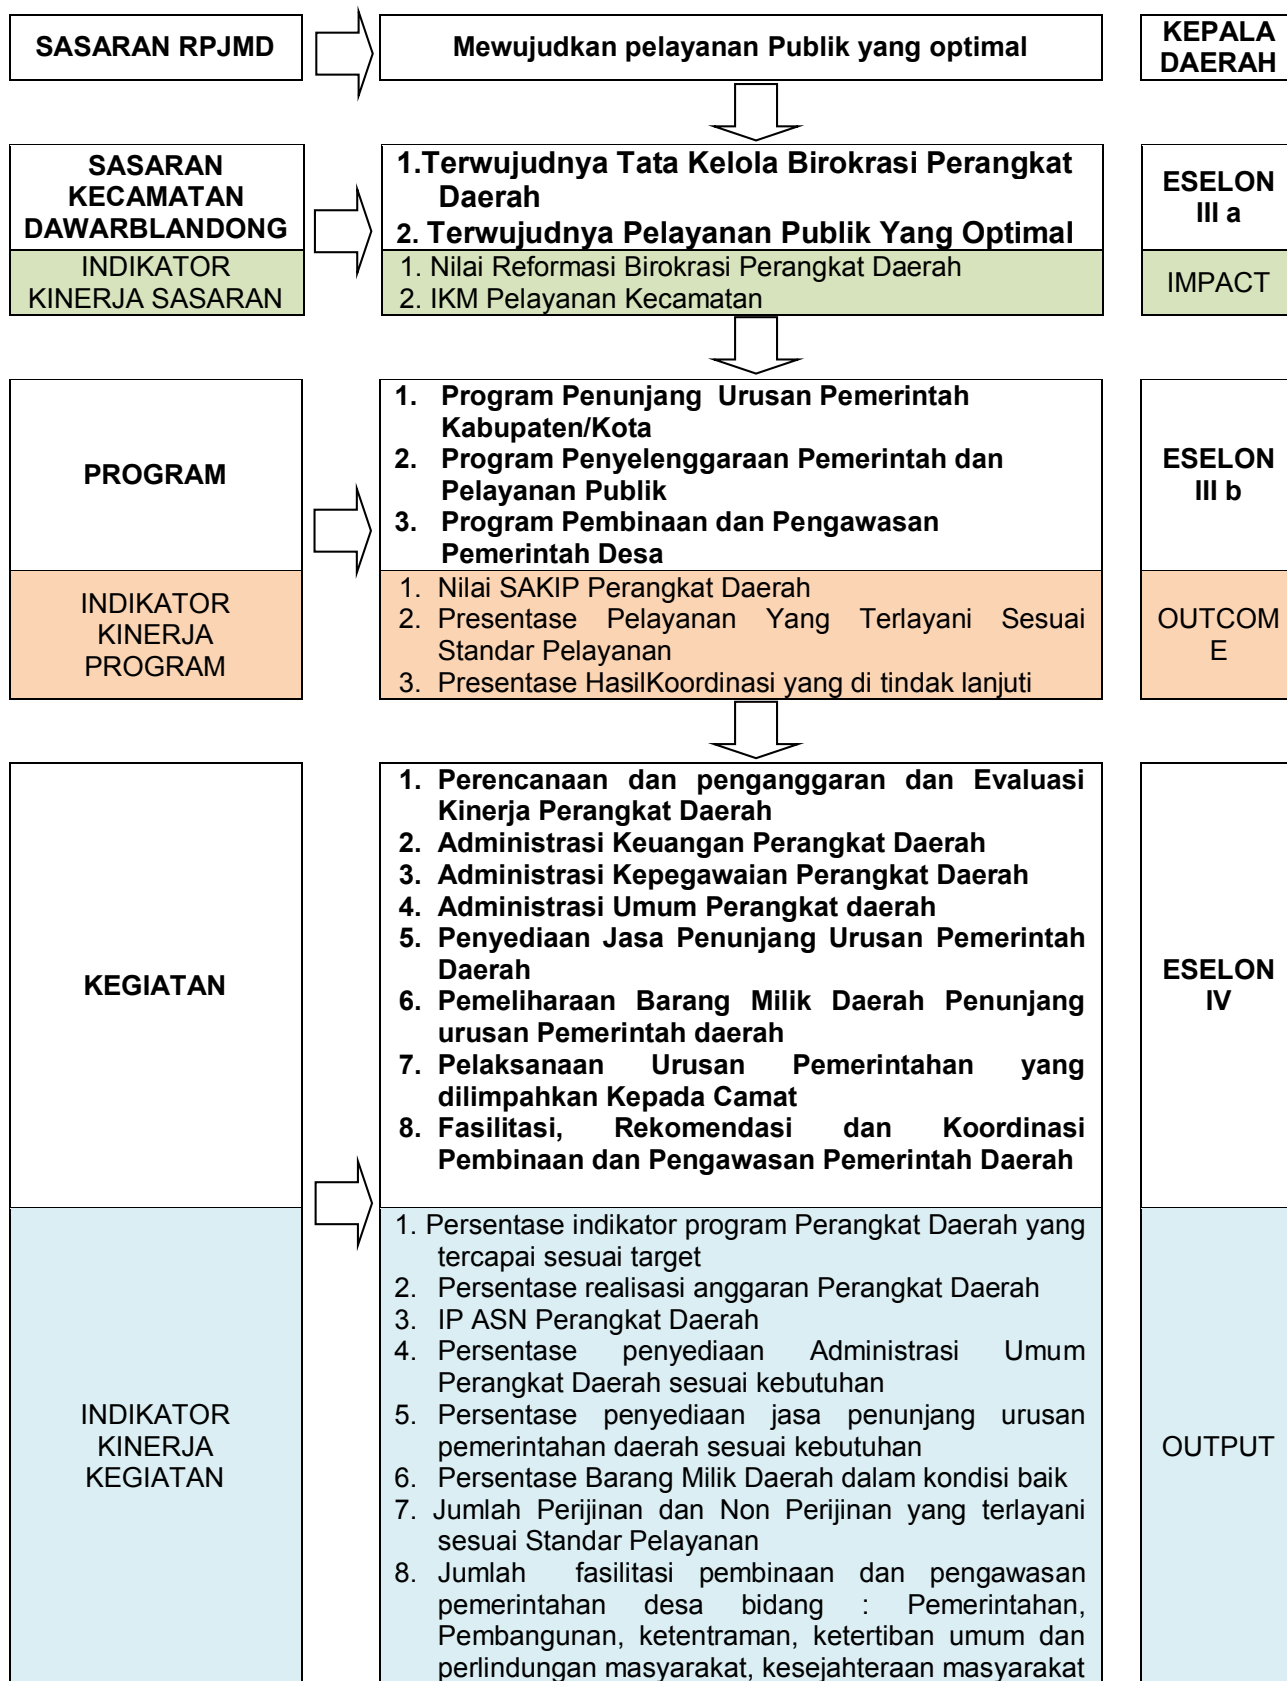 SASARAN RPJMD
Mewujudkan pelayanan Publik yang optimal
KEPALA
DAERAH
SASARAN
KECAMATAN
DAWARBLANDONG
1.Terwujudnya Tata Kelola Birokrasi Perangkat
Daerah
2. Terwujudnya Pelayanan Publik Yang Optimal
ESELON
III a
INDIKATOR
KINERJA SASARAN
1. Nilai Reformasi Birokrasi Perangkat Daerah
2. IKM Pelayanan Kecamatan
IMPACT
PROGRAM
1. Program Penunjang Urusan Pemerintah
Kabupaten/Kota
2. Program Penyelenggaraan Pemerintah dan
Pelayanan Publik
3. Program Pembinaan dan Pengawasan
Pemerintah Desa
ESELON
III b
INDIKATOR
KINERJA
PROGRAM
1. Nilai SAKIP Perangkat Daerah
2. Presentase Pelayanan Yang Terlayani Sesuai
Standar Pelayanan
3. Presentase HasilKoordinasi yang di tindak lanjuti
OUTCOM
E
KEGIATAN
1. Perencanaan dan penganggaran dan Evaluasi
Kinerja Perangkat Daerah
2. Administrasi Keuangan Perangkat Daerah
3. Administrasi Kepegawaian Perangkat Daerah
4. Administrasi Umum Perangkat daerah
5. Penyediaan Jasa Penunjang Urusan Pemerintah
Daerah
6. Pemeliharaan Barang Milik Daerah Penunjang
urusan Pemerintah daerah
7. Pelaksanaan Urusan Pemerintahan yang
dilimpahkan Kepada Camat
8. Fasilitasi, Rekomendasi dan Koordinasi
Pembinaan dan Pengawasan Pemerintah Daerah
ESELON
IV
INDIKATOR
KINERJA
KEGIATAN
1. Persentase indikator program Perangkat Daerah yang
tercapai sesuai target
2. Persentase realisasi anggaran Perangkat Daerah
3. IP ASN Perangkat Daerah
4. Persentase penyediaan Administrasi Umum
Perangkat Daerah sesuai kebutuhan
5. Persentase penyediaan jasa penunjang urusan
pemerintahan daerah sesuai kebutuhan
6. Persentase Barang Milik Daerah dalam kondisi baik
7. Jumlah Perijinan dan Non Perijinan yang terlayani
sesuai Standar Pelayanan
8. Jumlah fasilitasi pembinaan dan pengawasan
pemerintahan desa bidang : Pemerintahan,
Pembangunan, ketentraman, ketertiban umum dan
perlindungan masyarakat, kesejahteraan masyarakat
OUTPUT